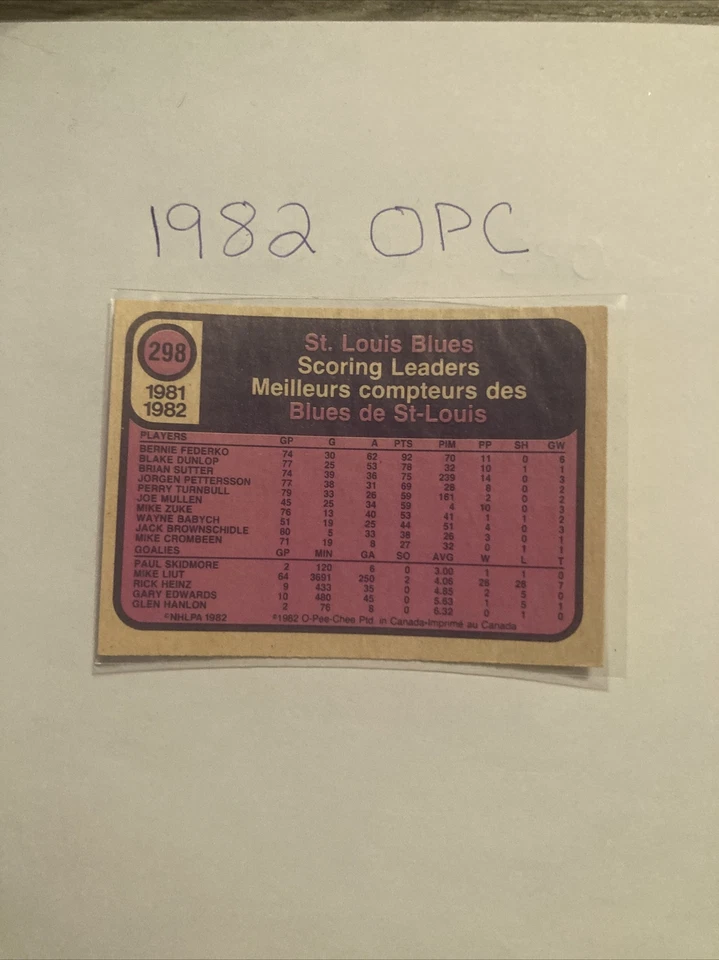 1982 OPC
298
1981
1982
St. Louis Blues
Scoring Leaders
Meilleurs compteurs des
Blues de St-Louis
PLAYERS GP G A PTS PIM PP SH GW
BERNIE FEDERKO 74 30 62 92 70 11 0 6
BLAKE DUNLOP 77 25 53 78 32 10 1 1
BRIAN SUTTER 74 39 36 75 239 14 0 3
JORGEN PETTERSSON 77 38 31 69 28 8 0 2
PERRY TURNBULL 79 33 26 59 161 2 0 2
JOE MULLEN 45 25 34 59 4 10 0 3
MIKE ZUKE 76 13 40 53 41 1 1 2
WAYNE BABYCH 51 19 25 44 51 4 0 3
JACK BROWNSCHIDLE 80 5 33 38 26 3 0 1
MIKE CROMBEEN 71 19 8 27 32 0 1 1
GOALIES GP MIN GA SO AVG W L T
PAUL SKIDMORE 2 120 6 0 3.00 1 1 0
MIKE LIUT 64 3691 250 2 4.06 28 28 7
RICK HEINZ 9 433 35 0 4.85 2 5 0
GARY EDWARDS 10 480 45 0 5.63 1 5 1
GLEN HANLON 2 76 8 0 6.32 0 1 0
©NHLPA 1982 ©1982 O-Pee-Chee Ptd. in Canada-Imprimé au Canada